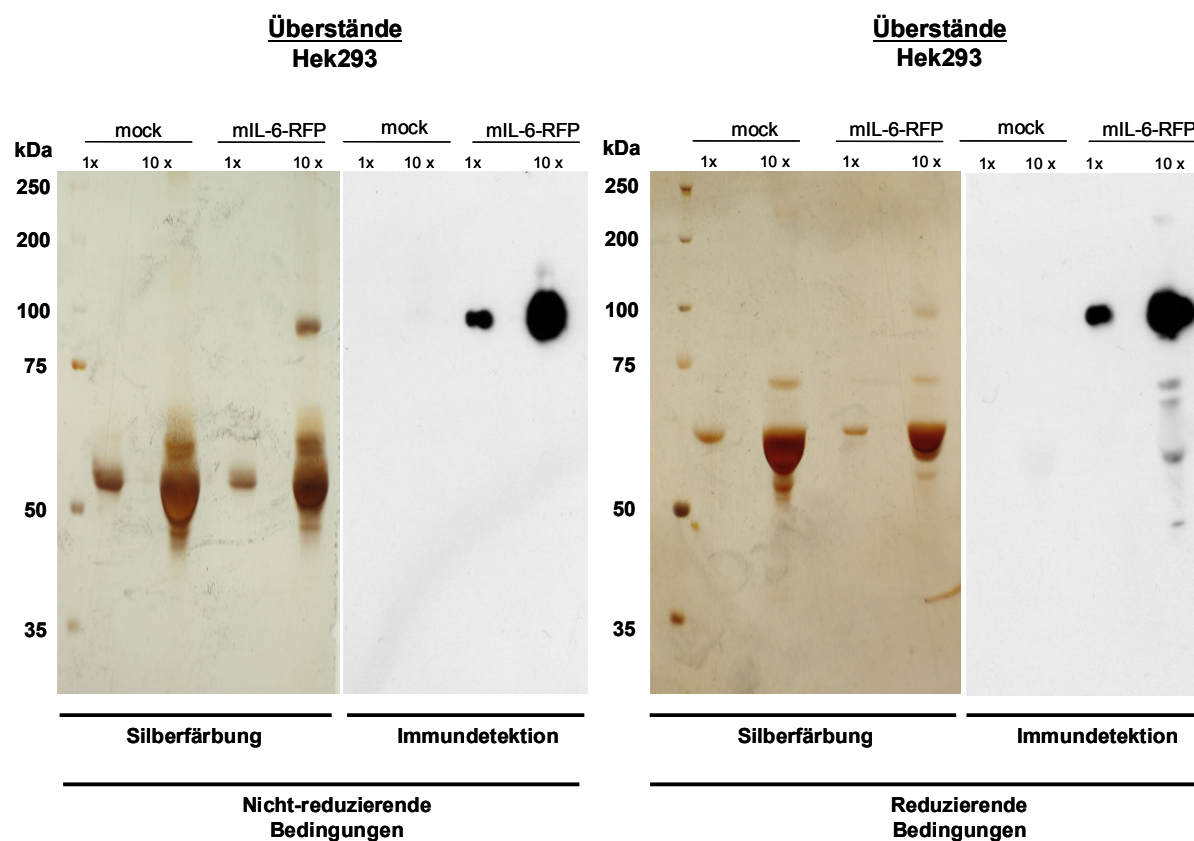 Überstände
Hek293
mock
mIL-6-RFP
mock
mIL-6-RFP
kDa
1x
10 x
1x
10 x
1x
10 x
1x
10 x
250
200
100
75
50
35
Silberfärbung
Immundetektion
Nicht-reduzierende
Bedingungen
Überstände
Hek293
mock
mIL-6-RFP
mock
mIL-6-RFP
kDa
1x
10 x
1x
10 x
1x
10 x
1x
10 x
250
200
100
75
50
35
Silberfärbung
Immundetektion
Reduzierende
Bedingungen